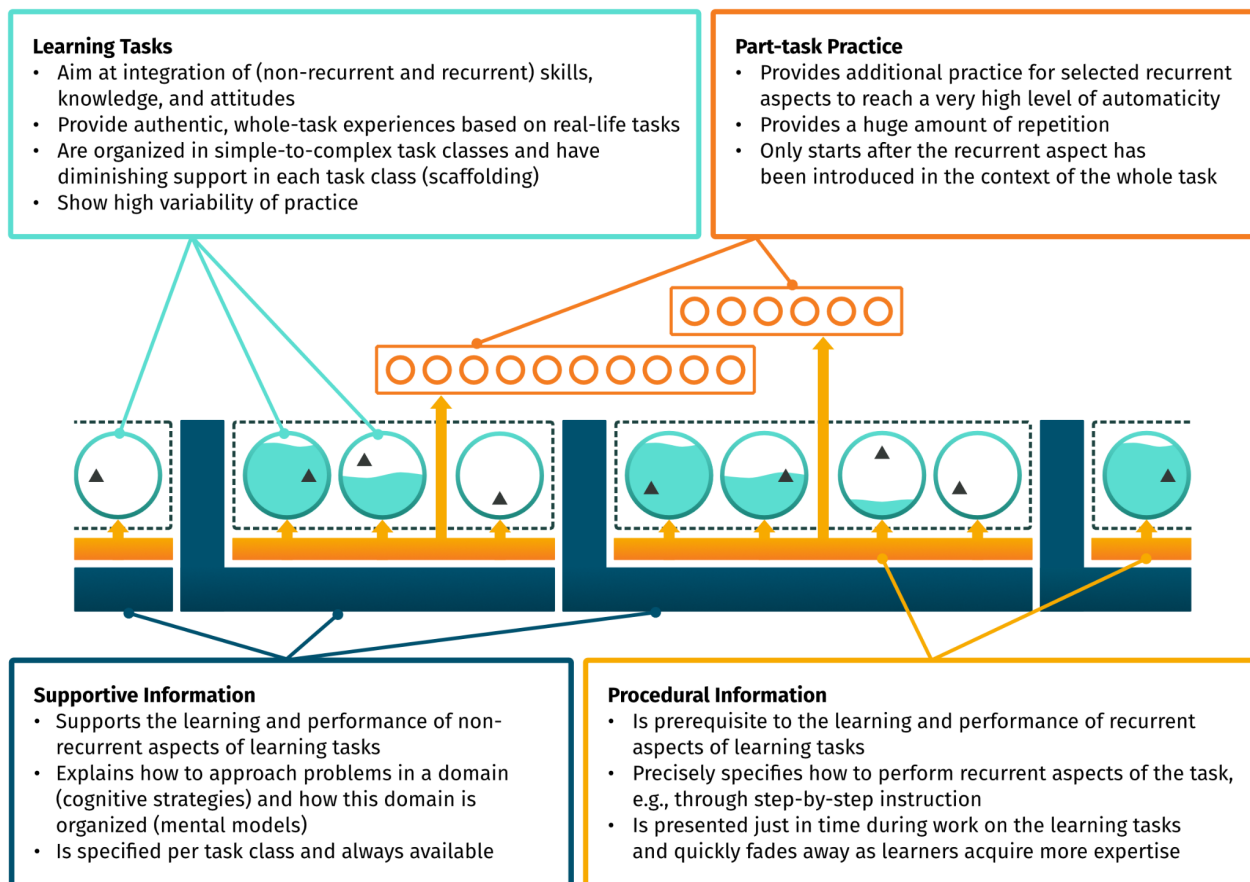 Learning Tasks
• Aim at integration of (non-recurrent and recurrent) skills,
knowledge, and attitudes
• Provide authentic, whole-task experiences based on real-life tasks
• Are organized in simple-to-complex task classes and have
diminishing support in each task class (scaffolding)
• Show high variability of practice
Part-task Practice
• Provides additional practice for selected recurrent
aspects to reach a very high level of automaticity
• Provides a huge amount of repetition
• Only starts after the recurrent aspect has
been introduced in the context of the whole task
Supportive Information
• Supports the learning and performance of non-
recurrent aspects of learning tasks
• Explains how to approach problems in a domain
(cognitive strategies) and how this domain is
organized (mental models)
• Is specified per task class and always available
Procedural Information
• Is prerequisite to the learning and performance of recurrent
aspects of learning tasks
• Precisely specifies how to perform recurrent aspects of the task,
e.g., through step-by-step instruction
• Is presented just in time during work on the learning tasks
and quickly fades away as learners acquire more expertise